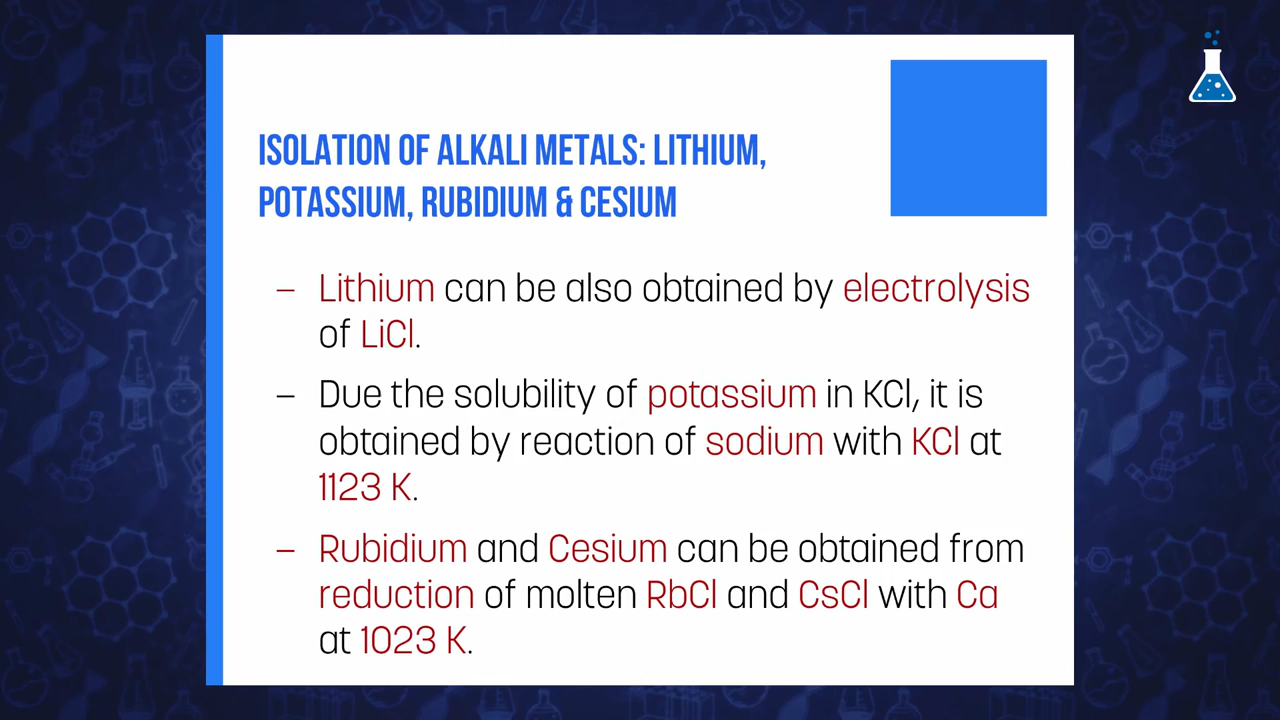 ISOLATION OF ALKALI METALS: LITHIUM,
POTASSIUM, RUBIDIUM & CESIUM
– Lithium can be also obtained by electrolysis
of LiCl.
– Due the solubility of potassium in KCl, it is
obtained by reaction of sodium with KCl at
1123 K.
– Rubidium and Cesium can be obtained from
reduction of molten RbCl and CsCl with Ca
at 1023 K.